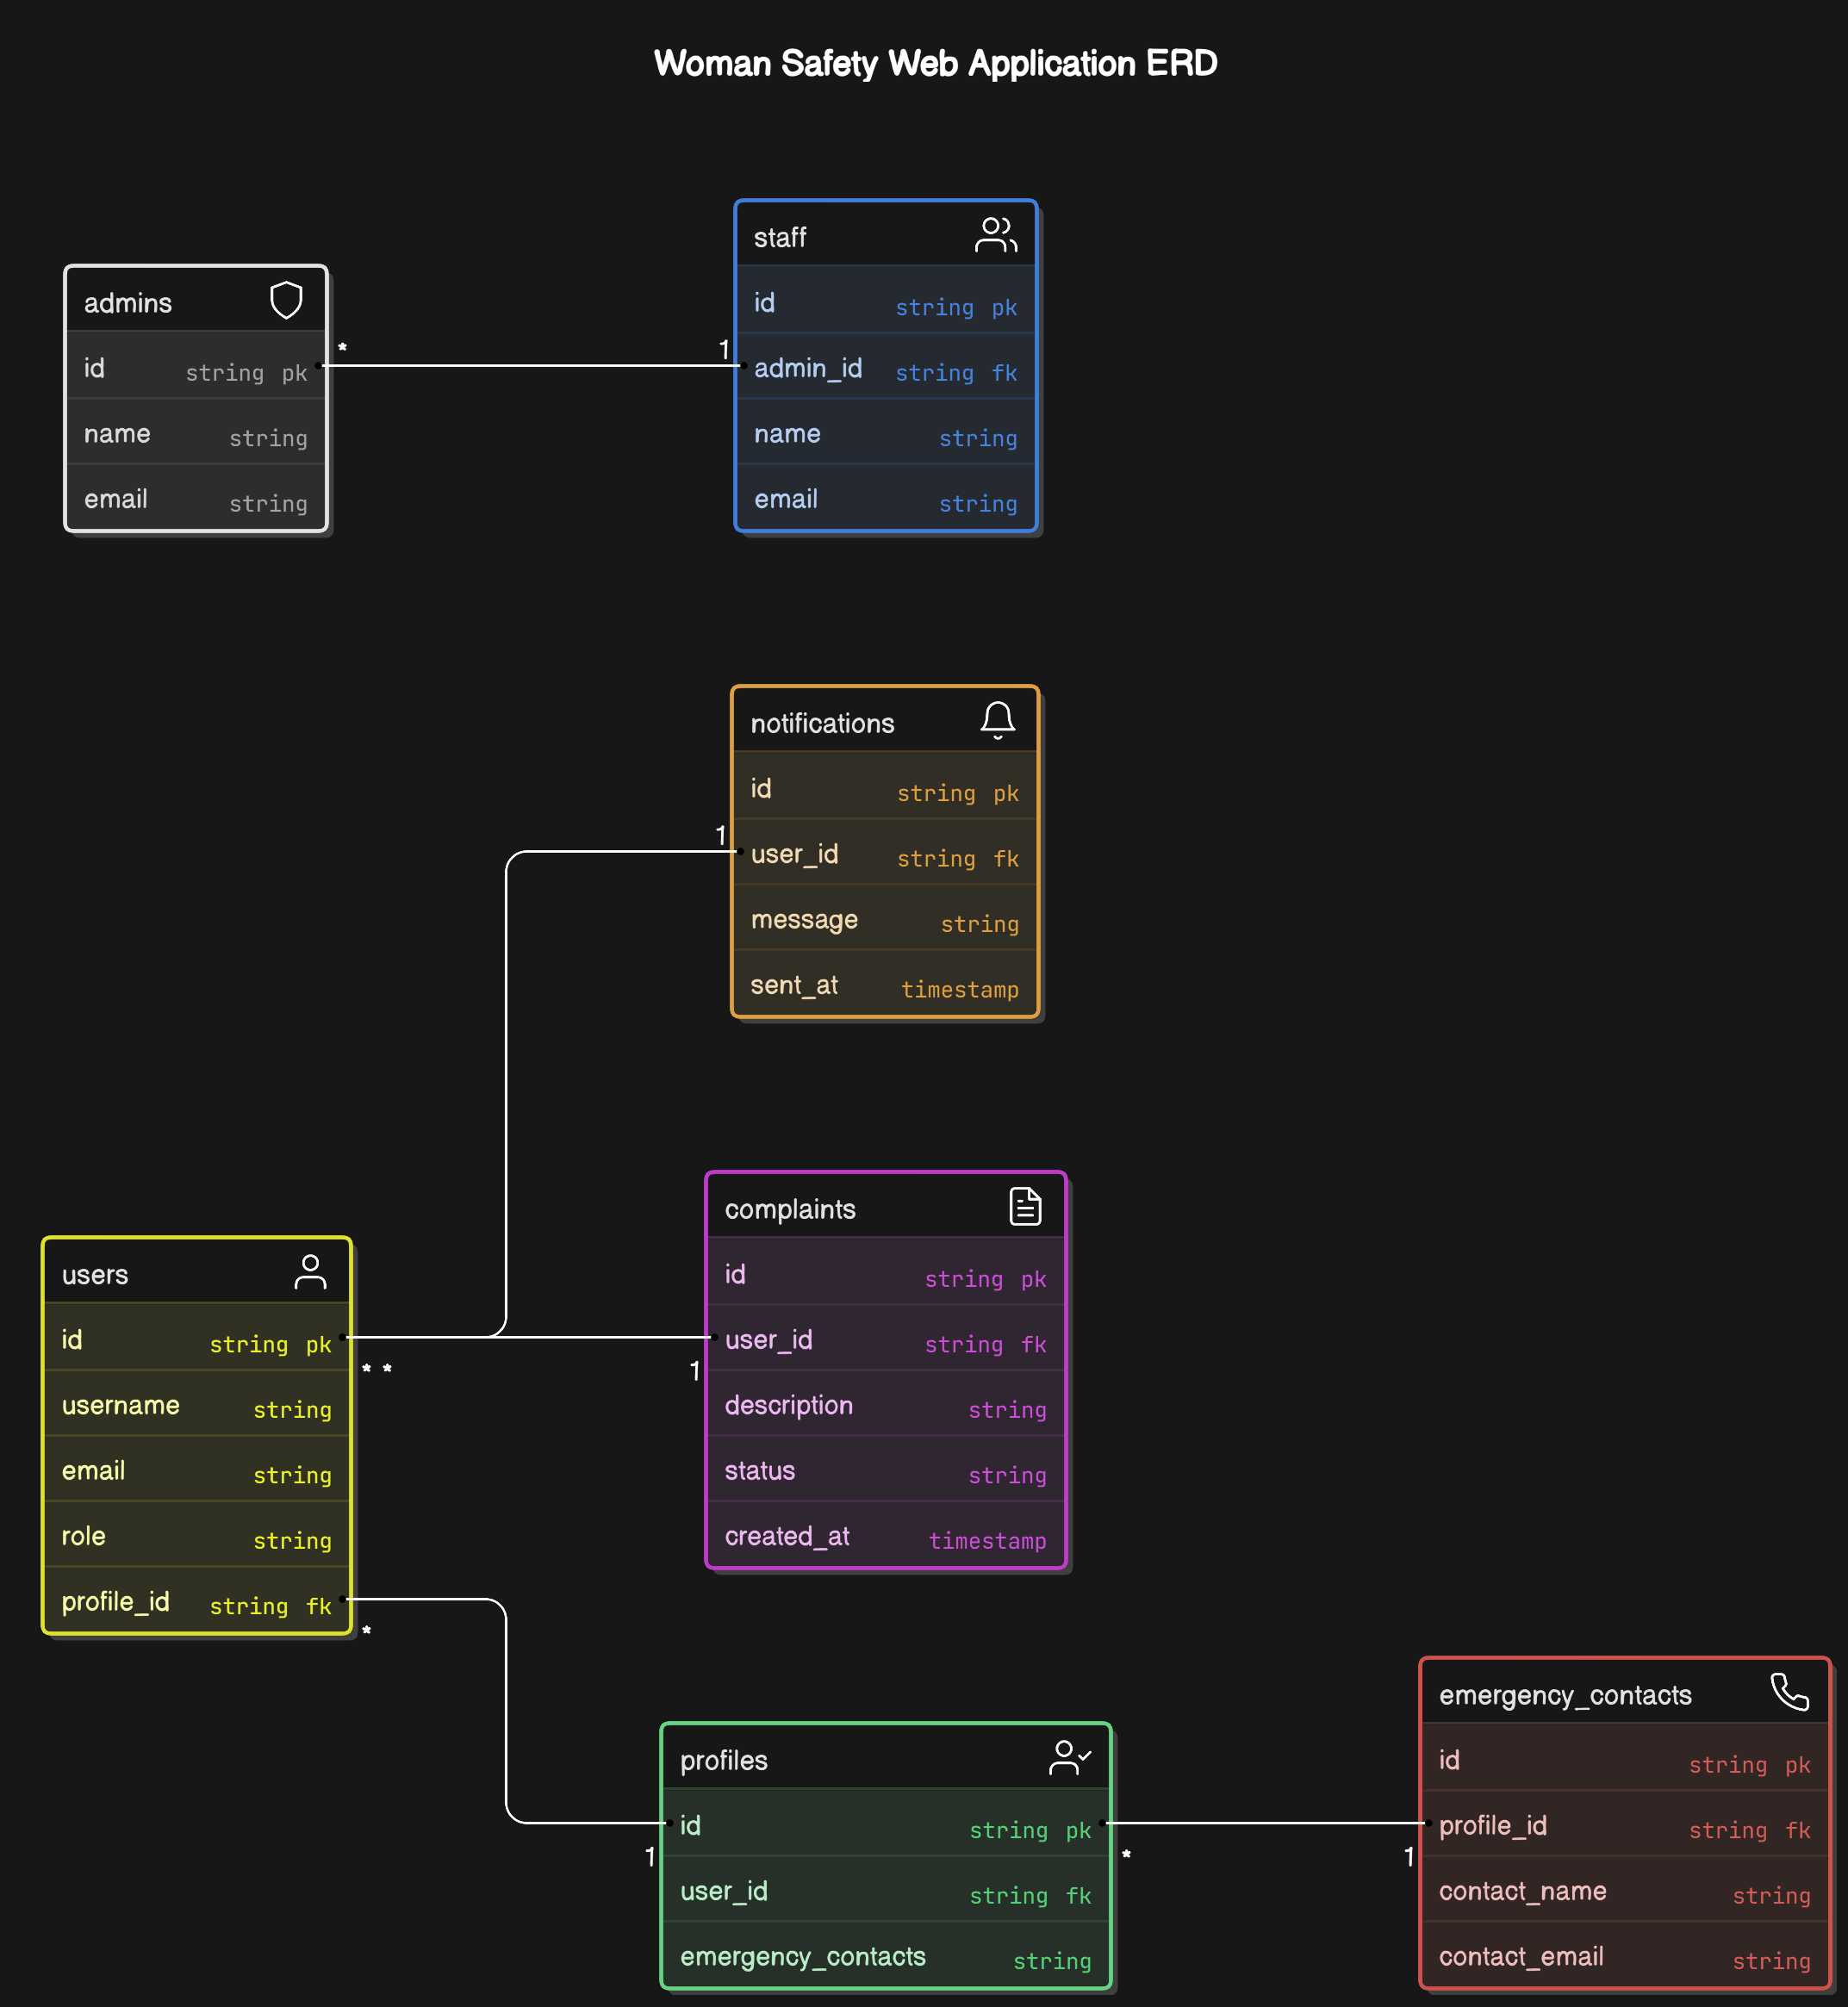 Woman Safety Web Application ERD
staff
id string pk
admin_id string fk
name string
email string
admins
id string pk
name string
email string
* 1
notifications
id string pk
user_id string fk
message string
sent_at timestamp
1
complaints
id string pk
user_id string fk
description string
status string
created_at timestamp
users
id string pk
username string
email string
role string
profile_id string fk
* * 1
*
profiles
id string pk
user_id string fk
emergency_contacts string
1
emergency_contacts
id string pk
profile_id string fk
contact_name string
contact_email string
* 1